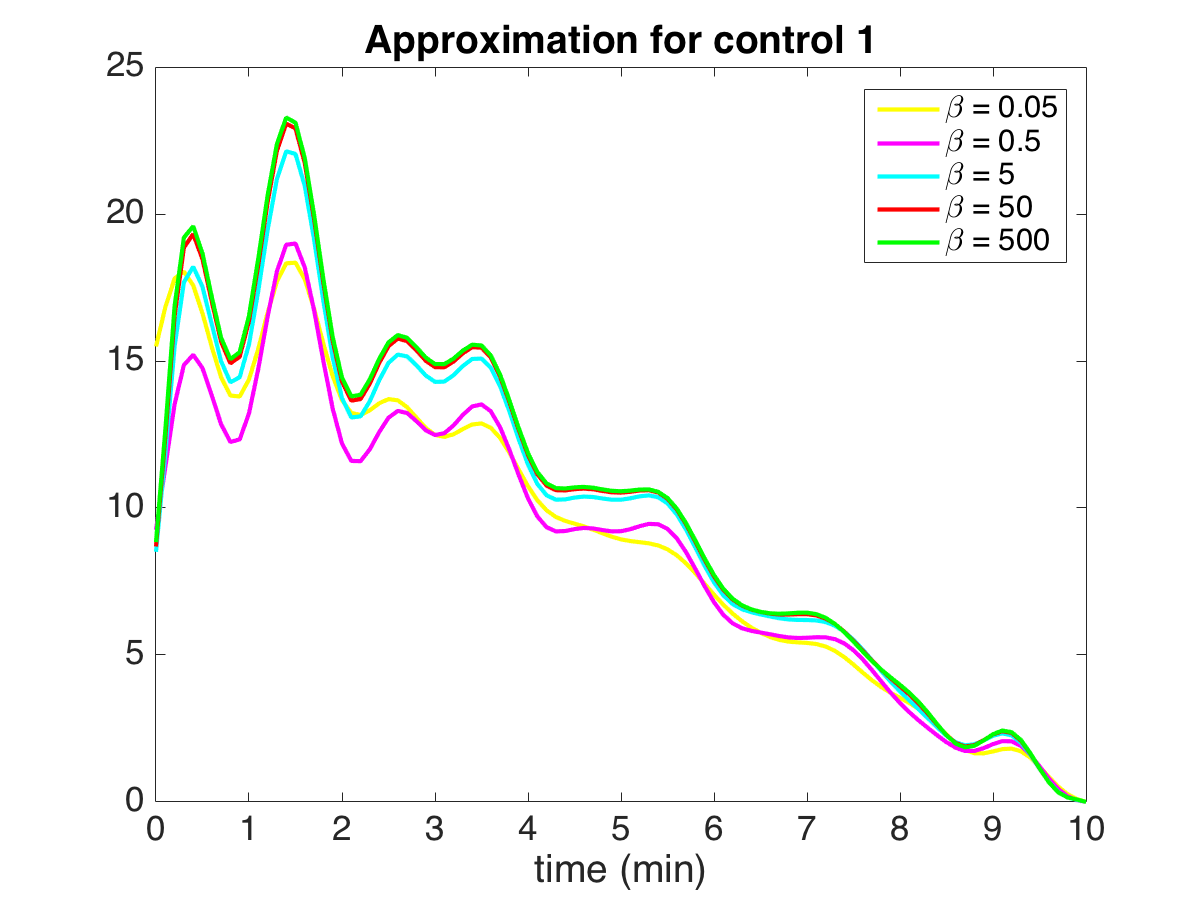 Approximation for control 1
25
20
15
10
5
0
β = 0.05
β = 0.5
β = 5
β = 50
β = 500
0 1 2 3 4 5 6 7 8 9 10
time (min)